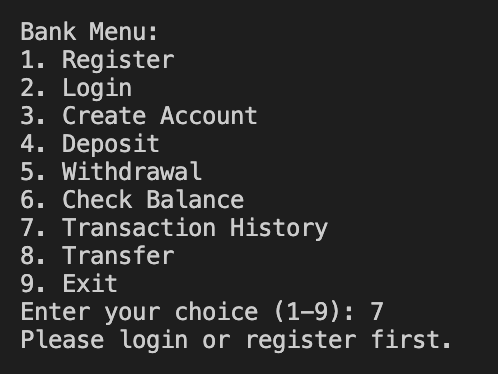 Bank Menu:
1. Register
2. Login
3. Create Account
4. Deposit
5. Withdrawal
6. Check Balance
7. Transaction History
8. Transfer
9. Exit
Enter your choice (1–9): 7
Please login or register first.